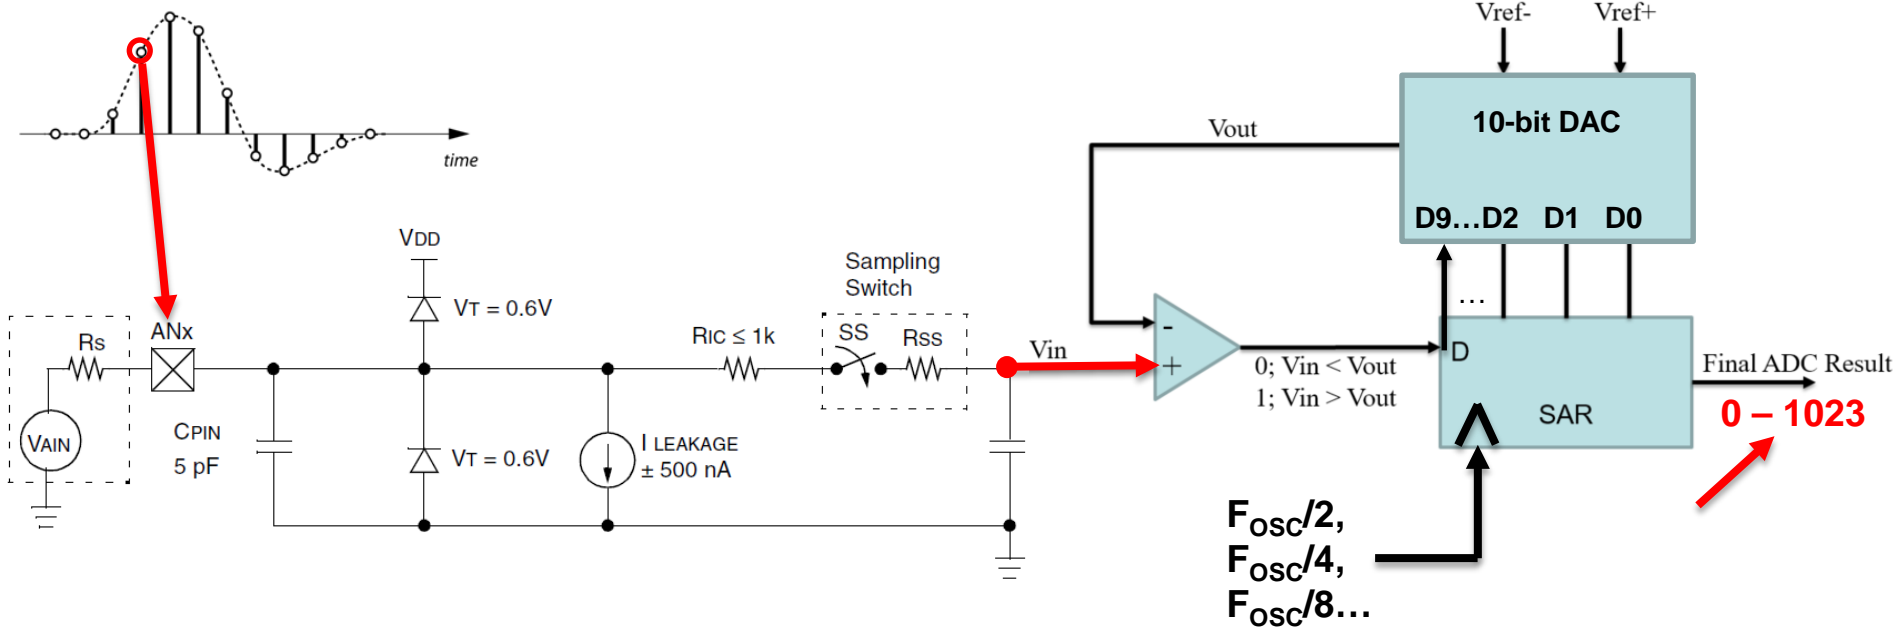 time
Vref-
Vref+
10-bit DAC
D9...D2 D1 D0
Vout
VDD
VT = 0.6V
VT = 0.6V
Sampling
Switch
RIC ≤ 1k
SS
RSS
ANx
RS
VAIN
CPIN
5 pF
I LEAKAGE
± 500 nA
Vin
-
+
0; Vin < Vout
1; Vin > Vout
...
D
SAR
Final ADC Result
0 – 1023
FOSC/2,
FOSC/4,
FOSC/8...